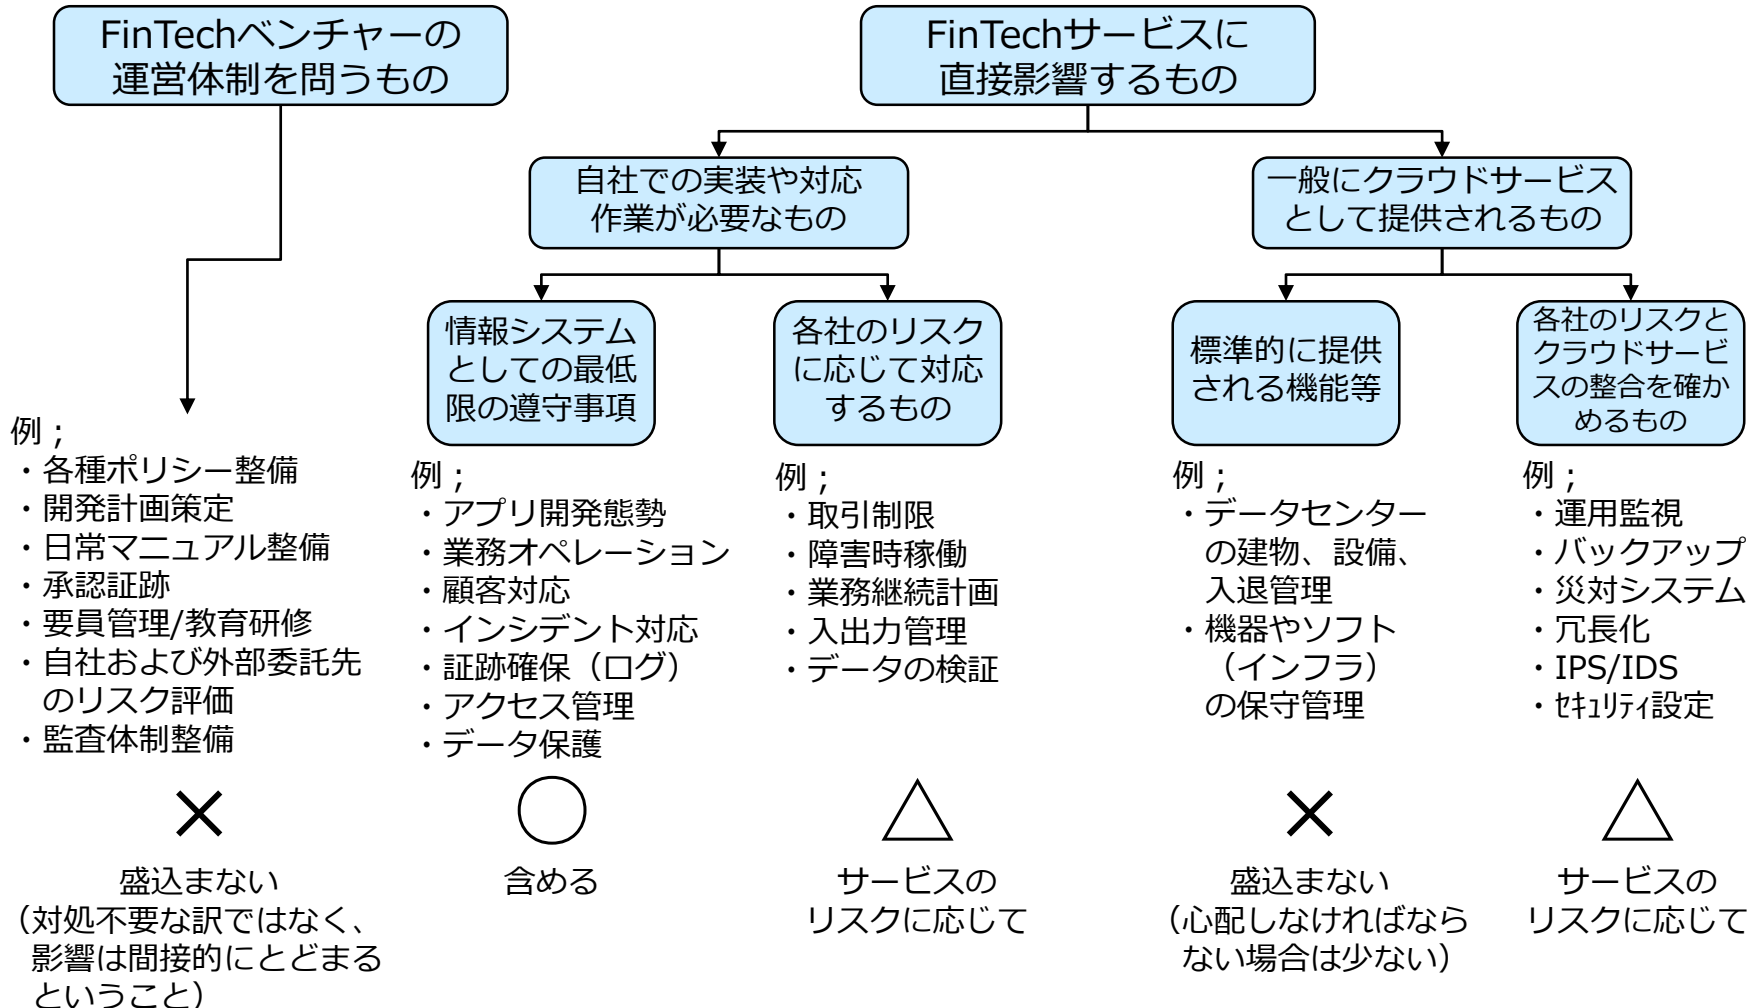 FinTechベンチャーの
運営体制を問うもの
FinTechサービスに
直接影響するもの
自社での実装や対応
作業が必要なもの
一般にクラウドサービス
として提供されるもの
情報システム
としての最低
限の遵守事項
各社のリスク
に応じて対応
するもの
標準的に提供
される機能等
各社のリスクと
クラウドサービ
スの整合を確か
めるもの
例；
・各種ポリシー整備
・開発計画策定
・日常マニュアル整備
・承認証跡
・要員管理/教育研修
・自社および外部委託先
のリスク評価
・監査体制整備
例；
・アプリ開発態勢
・業務オペレーション
・顧客対応
・インシデント対応
・証跡確保（ログ）
・アクセス管理
・データ保護
例；
・取引制限
・障害時稼働
・業務継続計画
・入出力管理
・データの検証
例；
・データセンター
の建物、設備、
入退管理
・機器やソフト
（インフラ）
の保守管理
例；
・運用監視
・バックアップ
・災対システム
・冗長化
・IPS/IDS
・ｾｷｭﾘﾃｨ設定
×
盛込まない
（対処不要な訳ではなく、
影響は間接的にとどまる
ということ）
○
含める
△
サービスの
リスクに応じて
×
盛込まない
（心配しなければなら
ない場合は少ない）
△
サービスの
リスクに応じて